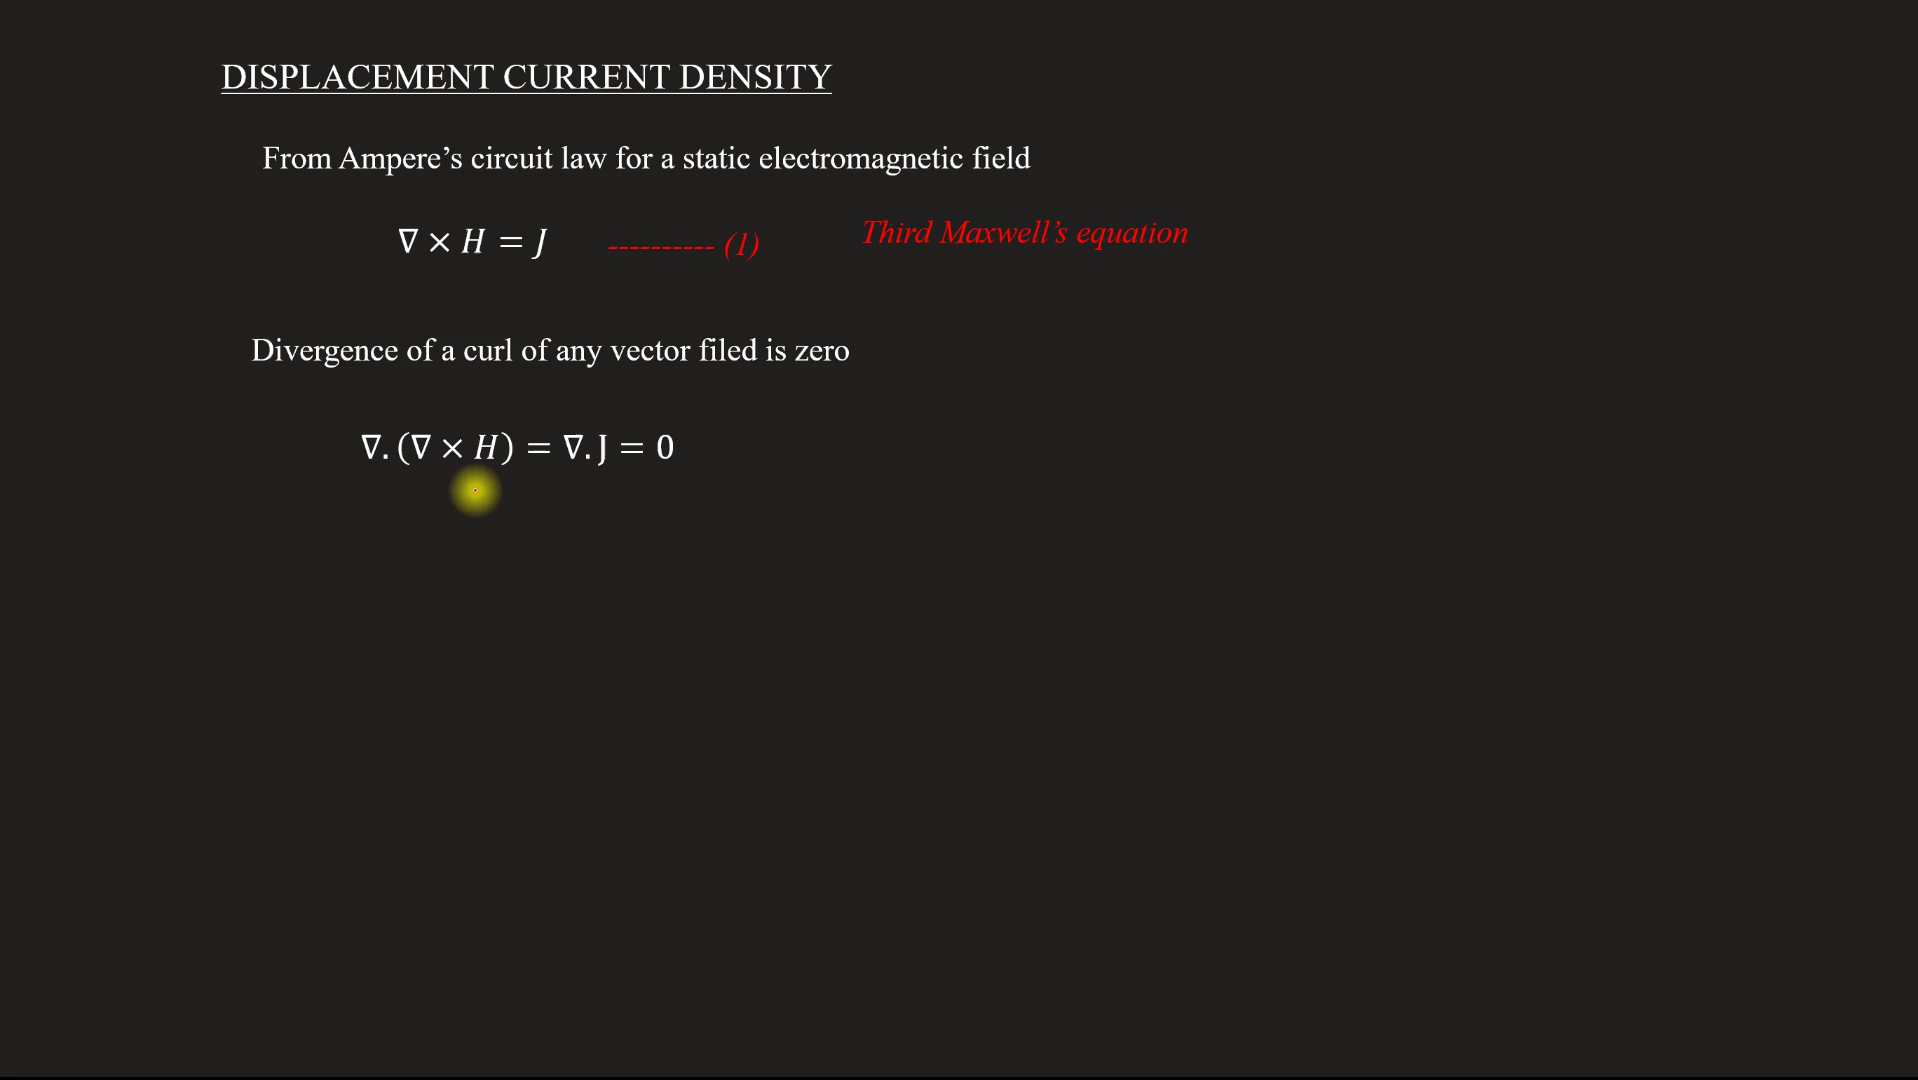 DISPLACEMENT CURRENT DENSITY
From Ampere’s circuit law for a static electromagnetic field
∇ × H = J ---------- (1) Third Maxwell’s equation
Divergence of a curl of any vector filed is zero
∇. (∇ × H) = ∇. J = 0